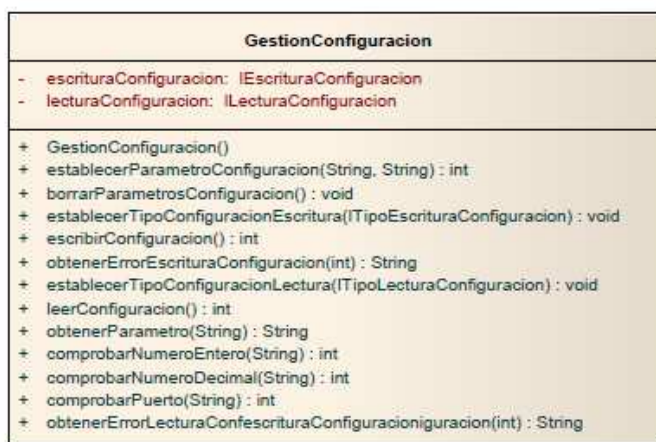 GestionConfiguracion
- escrituraConfiguracion: IEscrituraConfiguracion
- lecturaConfiguracion: ILecturaConfiguracion
+ GestionConfiguracion()
+ establecerParametroConfiguracion(String, String) : int
+ borrarParametrosConfiguracion() : void
+ establecerTipoConfiguracionEscritura(ITipoEscrituraConfiguracion) : void
+ escribirConfiguracion() : int
+ obtenerErrorEscrituraConfiguracion(int) : String
+ establecerTipoConfiguracionLectura(ITipoLecturaConfiguracion) : void
+ leerConfiguracion() : int
+ obtenerParametro(String) : String
+ comprobarNumeroEntero(String) : int
+ comprobarNumeroDecimal(String) : int
+ comprobarPuerto(String) : int
+ obtenerErrorLecturaConfescrituraConfiguracioniguracion(int) : String